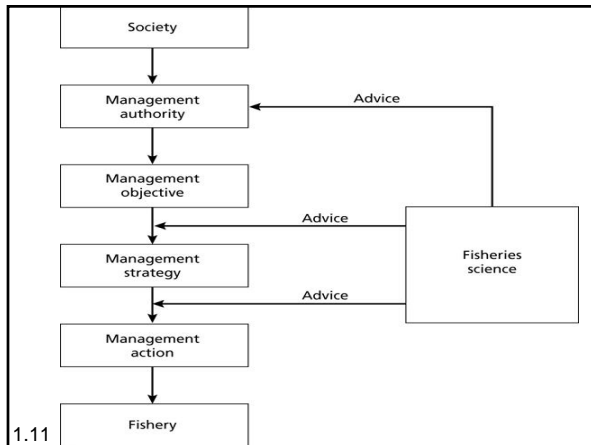 Society
Management
authority
Advice
Management
objective
Advice
Management
strategy
Fisheries
science
Advice
Management
action
Fishery
1.11